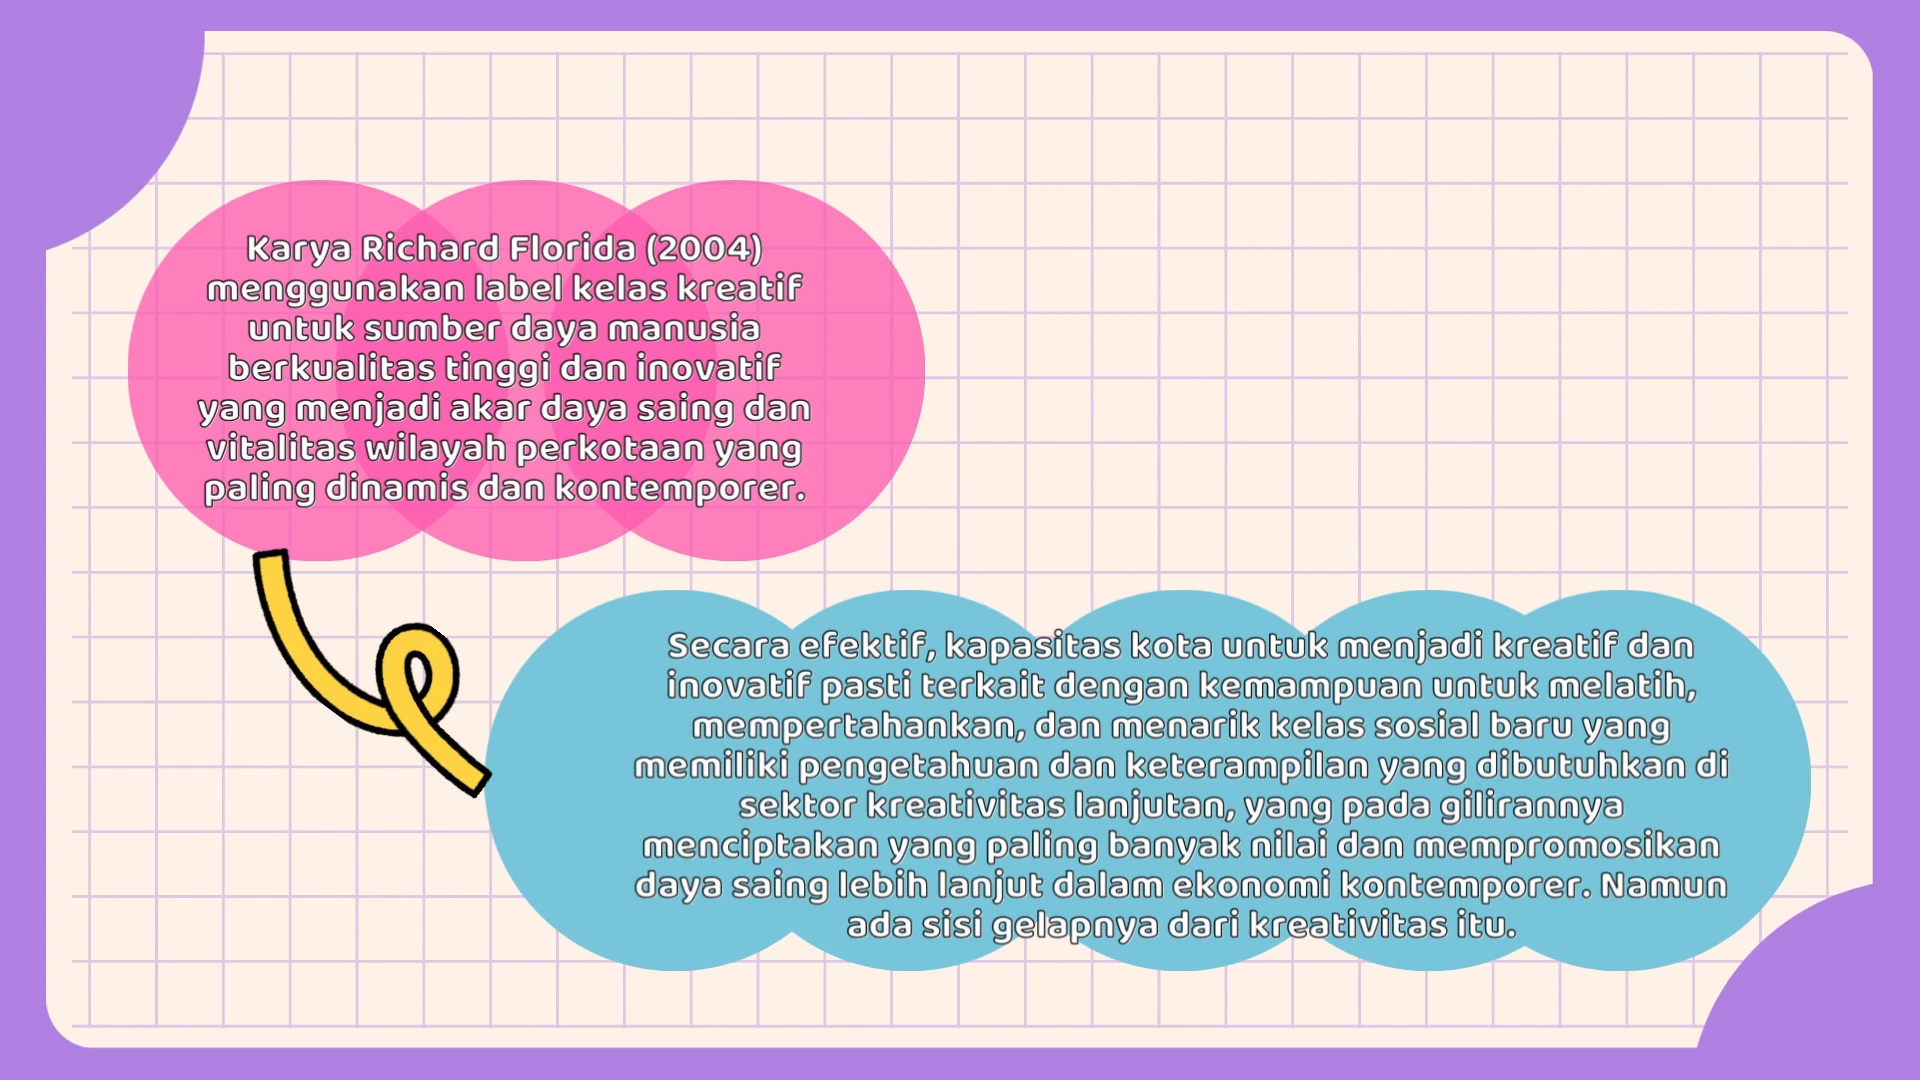 Karya Richard Florida (2004)
menggunakan label kelas kreatif
untuk sumber daya manusia
berkualitas tinggi dan inovatif
yang menjadi akar daya saing dan
vitalitas wilayah perkotaan yang
paling dinamis dan kontemporer.
Secara efektif, kapasitas kota untuk menjadi kreatif dan
inovatif pasti terkait dengan kemampuan untuk melatih,
mempertahankan, dan menarik kelas sosial baru yang
memiliki pengetahuan dan keterampilan yang dibutuhkan di
sektor kreativitas lanjutan, yang pada gilirannya
menciptakan yang paling banyak nilai dan mempromosikan
daya saing lebih lanjut dalam ekonomi kontemporer. Namun
ada sisi gelapnya dari kreativitas itu.